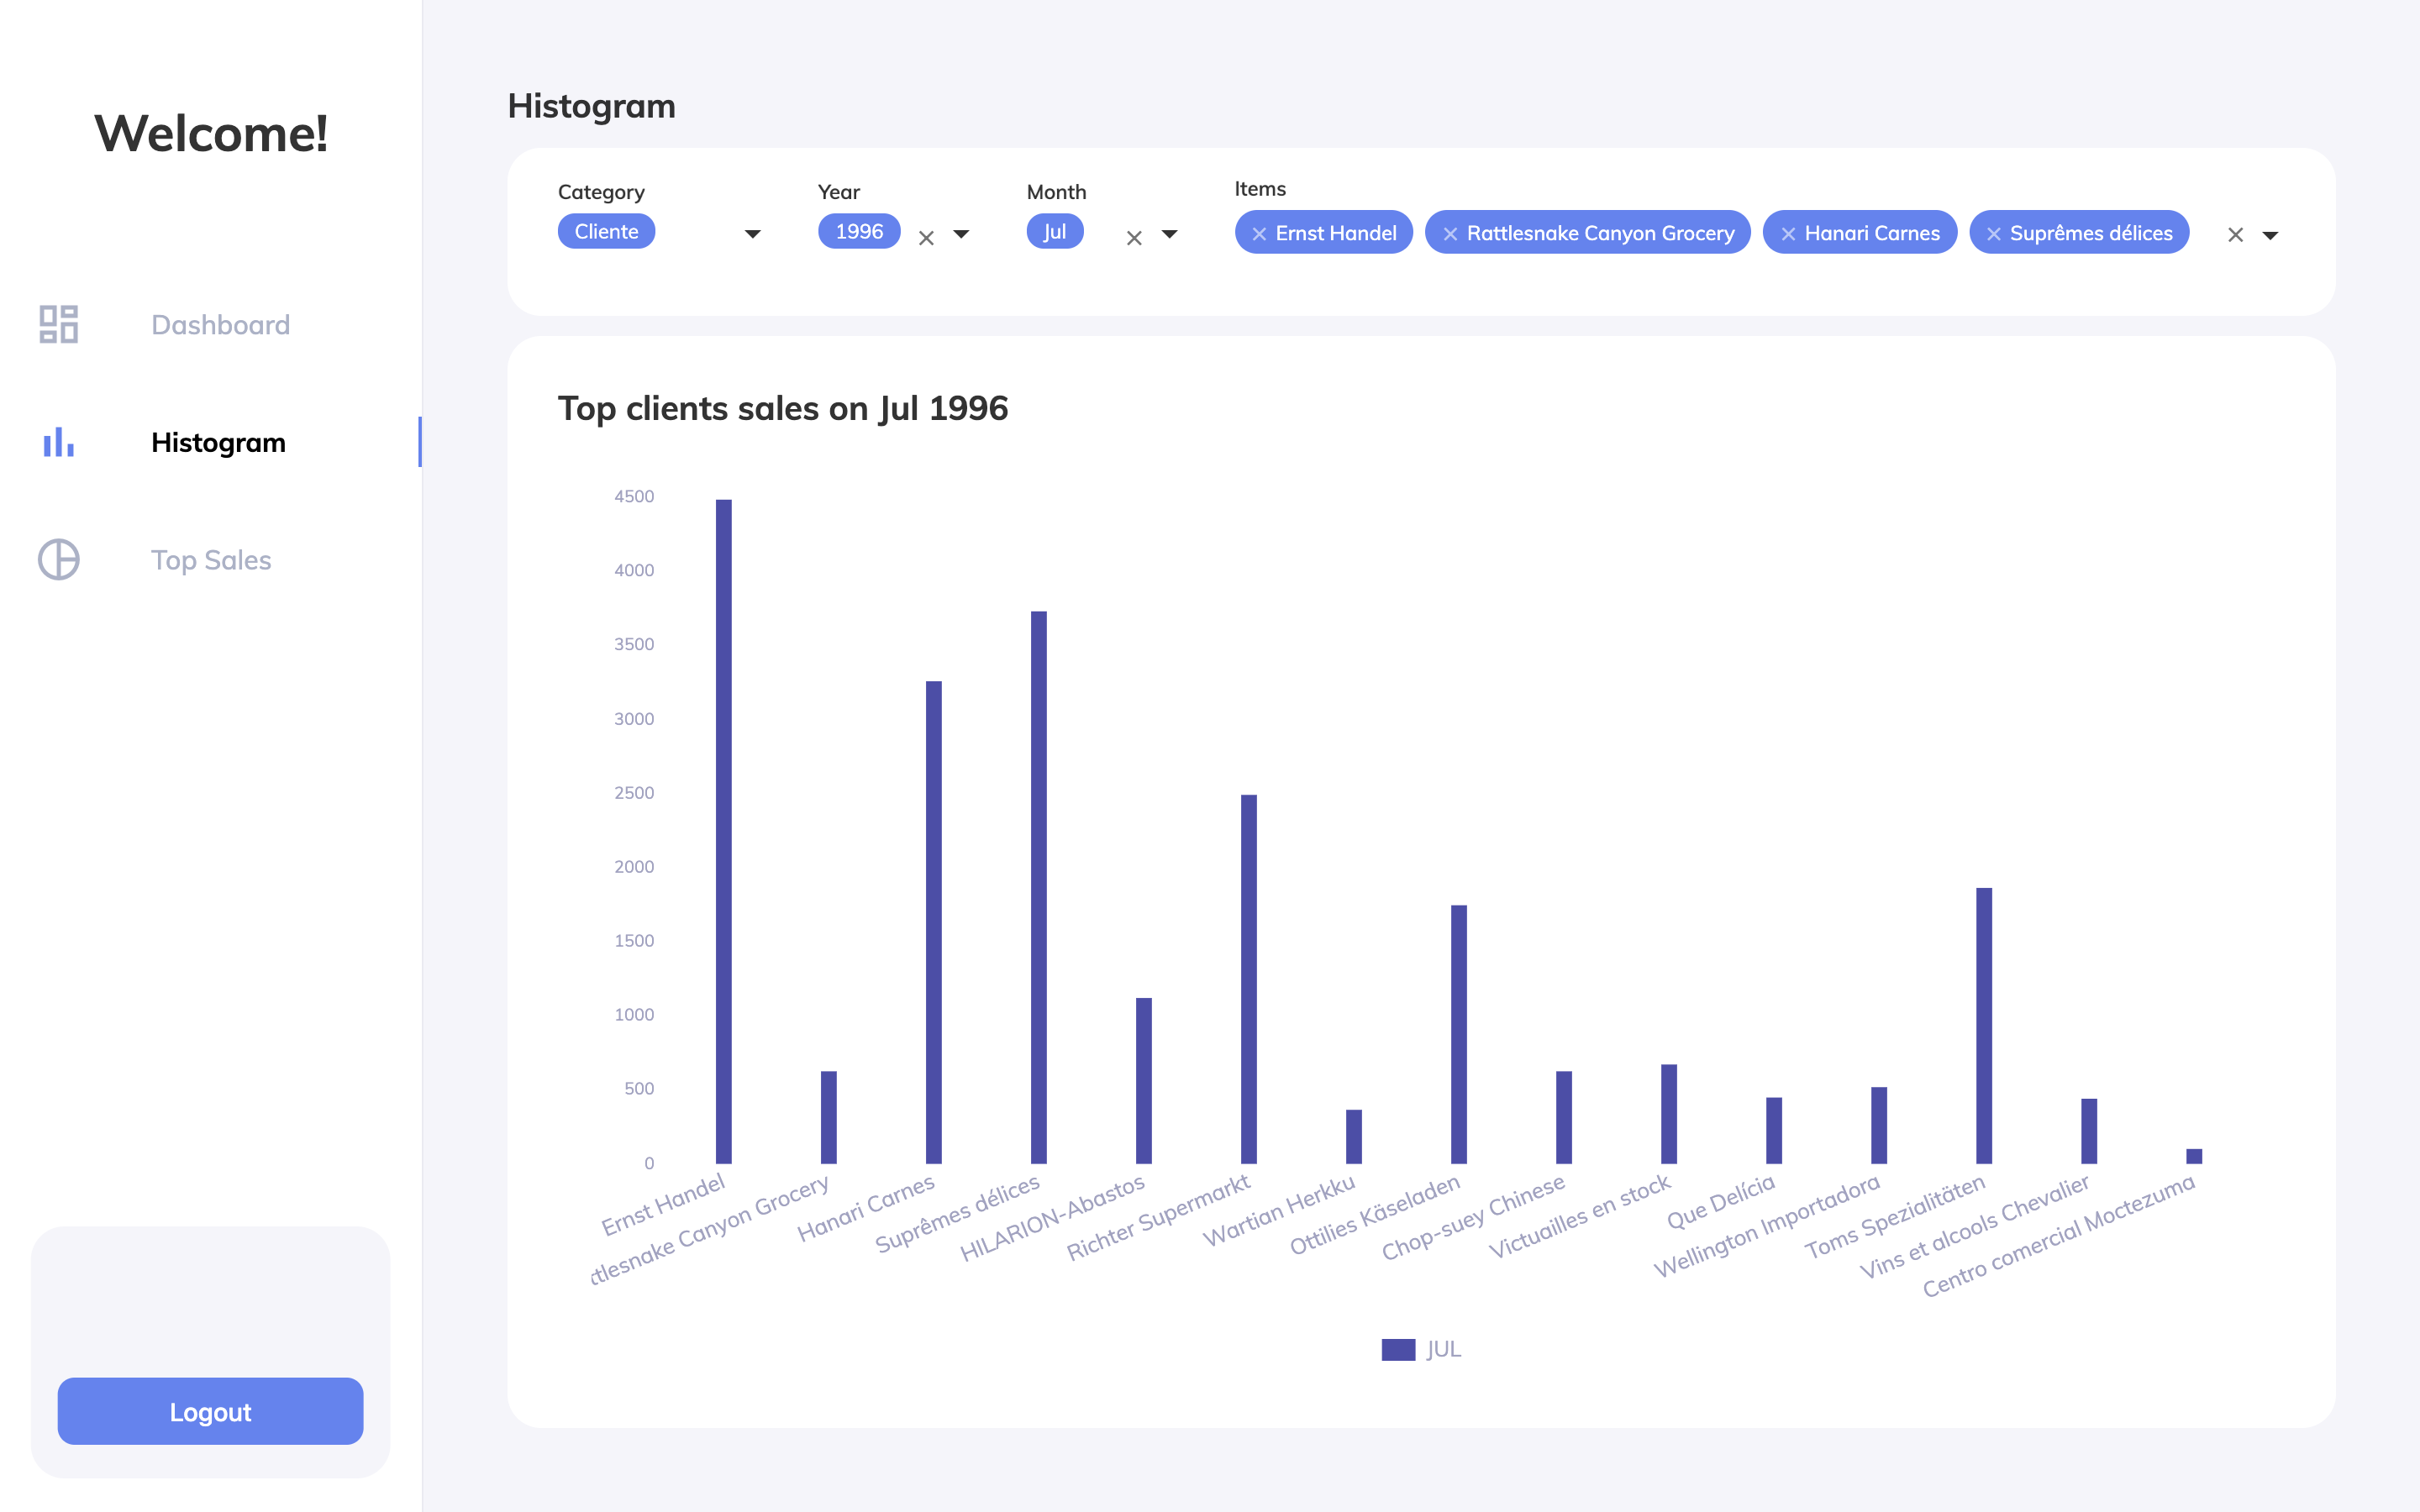 Welcome!
Dashboard
Histogram
Top Sales
Logout
Histogram
Category
Cliente
Year
1996
Month
Jul
Items
Ernst Handel
Rattlesnake Canyon Grocery
Hanari Carnes
Suprêmes délices
Top clients sales on Jul 1996
4500
4000
3500
3000
2500
2000
1500
1000
500
0
Ernst Handel
tlesnake Canyon Grocery
Hanari Carnes
Suprêmes délices
HILARION-Abastos
Richter Supermarkt
Wartian Herkku
Ottilies Käseladen
Chop-suey Chinese
Victuailles en stock
Que Delícia
Wellington Importadora
Toms Spezialitäten
Vins et alcools Chevalier
Centro comercial Moctezuma
JUL